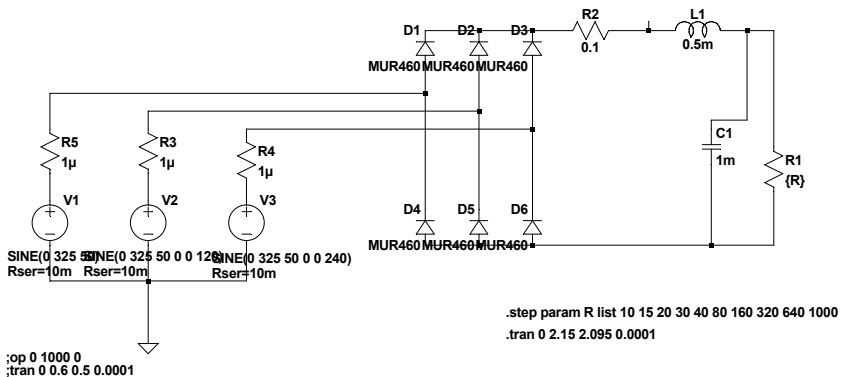 D1 D2 D3
R2
0.1
L1
0.5m
MUR460 MUR460 MUR460
R5
1µ
R3
1µ
R4
1µ
C1
1m
R1
{R}
V1
V2
V3
D4 D5 D6
MUR460 MUR460 MUR460
SINE(0 325 50)
Rser=10m
SINE(0 325 50 0 0 120)
Rser=10m
SINE(0 325 50 0 0 240)
Rser=10m
.step param R list 10 15 20 30 40 80 160 320 640 1000
.tran 0 2.15 2.095 0.0001
;op 0 1000 0
;tran 0 0.6 0.5 0.0001